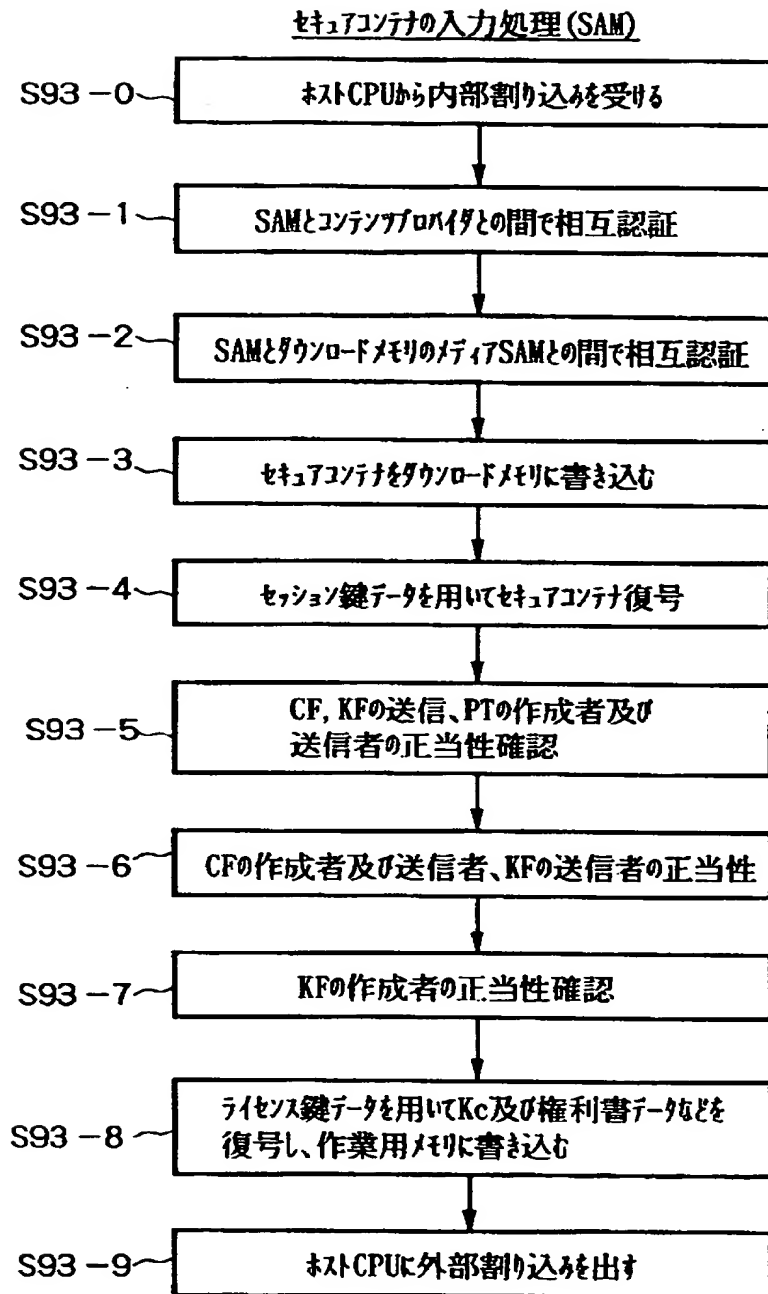 セキュアコンテナの入力処理(SAM)
S93-0
ホストCPUから内部割り込みを受ける
S93-1
SAMとコンテンツプロバイダとの間で相互認証
S93-2
SAMとダウンロードメモリのメディアSAMとの間で相互認証
S93-3
セキュアコンテナをダウンロードメモリに書き込む
S93-4
セッション鍵データを用いてセキュアコンテナ復号
S93-5
CF, KFの送信、PTの作成者及び
送信者の正当性確認
S93-6
CFの作成者及び送信者、KFの送信者の正当性
S93-7
KFの作成者の正当性確認
S93-8
ライセンス鍵データを用いてKc及び権利書データなどを
復号し、作業用メモリに書き込む
S93-9
ホストCPUに外部割り込みを出す